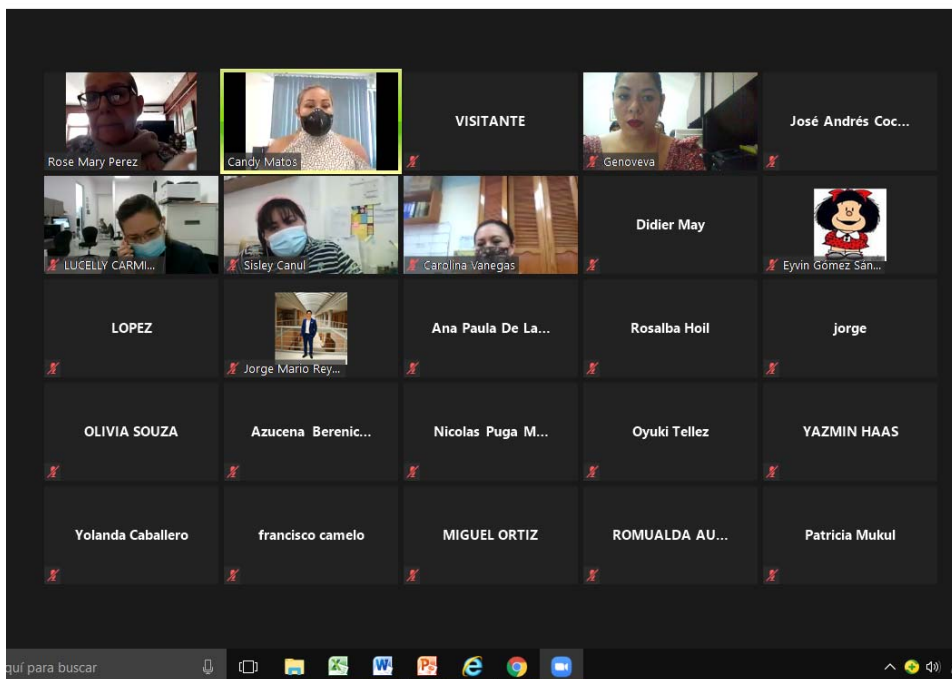 Rose Mary Perez
Candy Matos
VISITANTE
Genoveva
José Andrés Coc...
LUCELLY CARMI...
Sisley Canul
Carolina Vanegas
Didier May
Eyvin Gómez Sán...
LOPEZ
Jorge Mario Rey...
Ana Paula De La...
Rosalba Hoil
jorge
OLIVIA SOUZA
Azucena Berenic...
Nicolas Puga M...
Oyuki Tellez
YAZMIN HAAS
Yolanda Caballero
francisco camelo
MIGUEL ORTIZ
ROMUALDA AU...
Patricia Mukul
quí para buscar